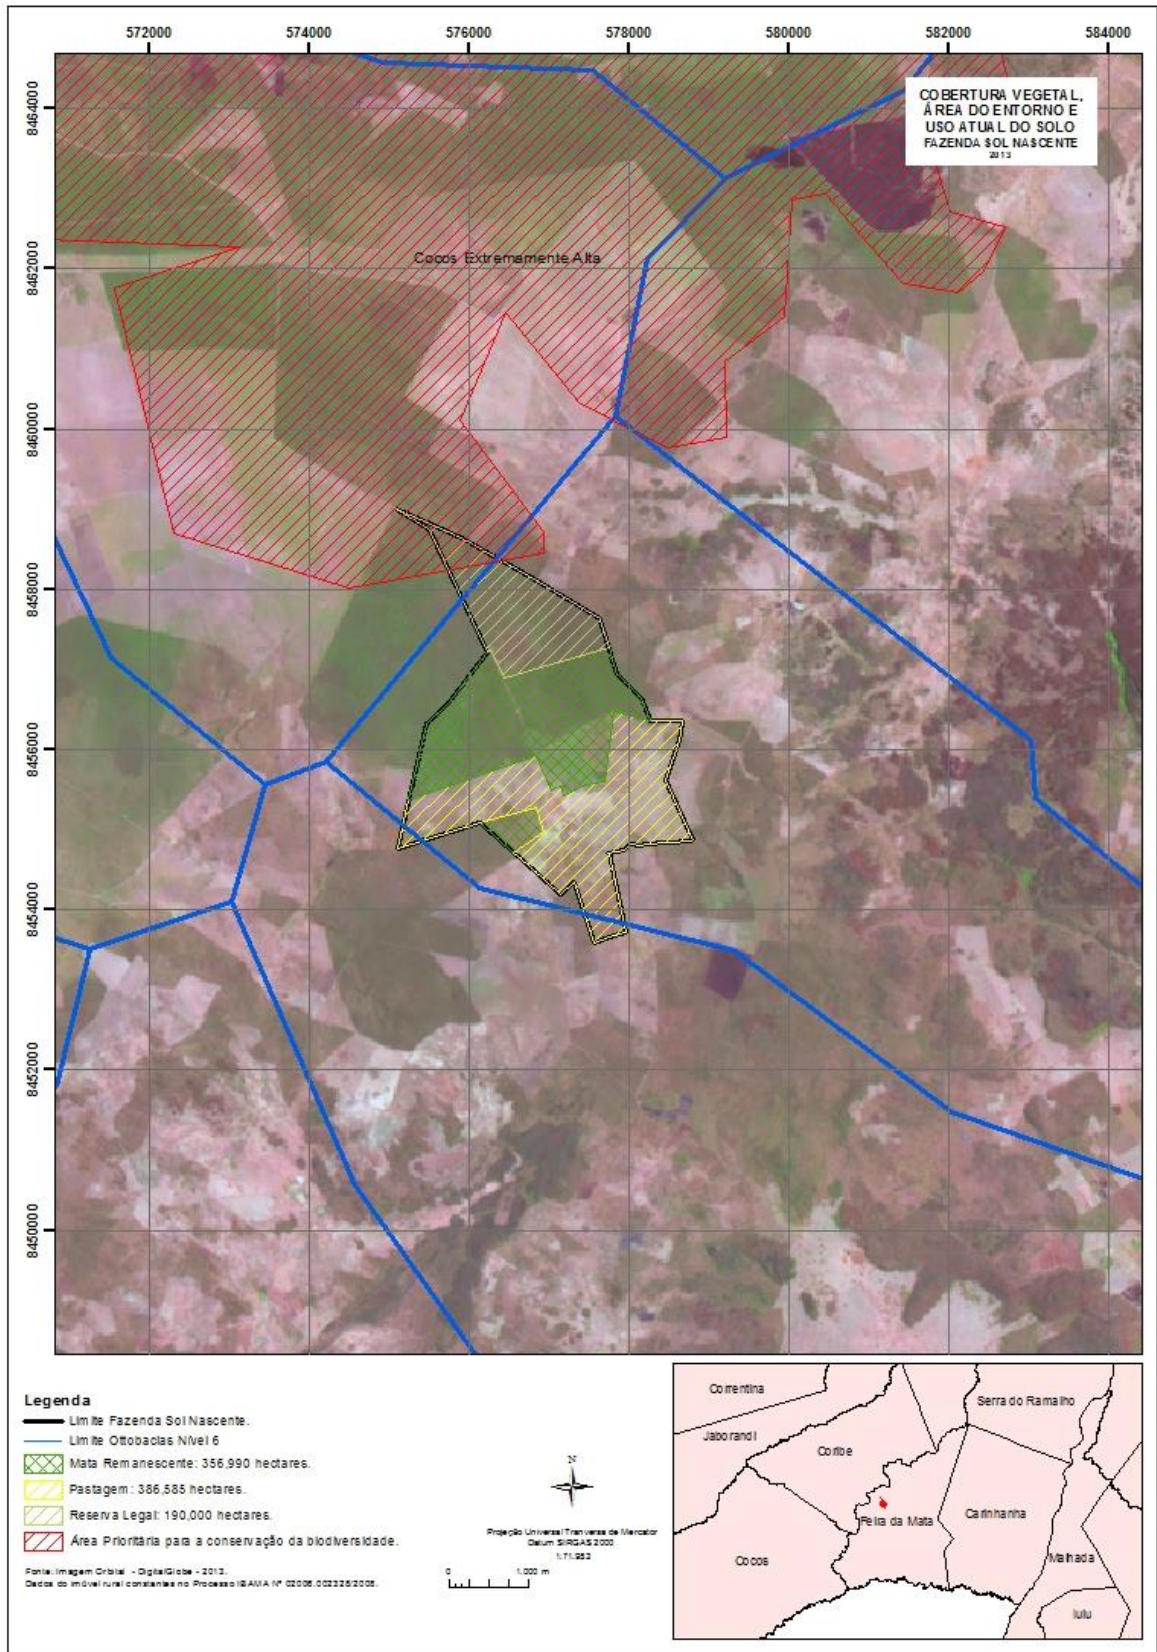 572000 574000 576000 578000 580000 582000 584000
8464000
8462000
8460000
8458000
8456000
8454000
8452000
8450000
COBERTURA VEGETAL,
ÁREA DO ENTORNO E
USO ATUAL DO SOLO
FAZENDA SOL NASCENTE
2013
Cocos Extremamente Alta
Legenda
Limite Fazenda Sol Nascente.
Limite Ottobacias Nível 6
Mata Remanescente: 356,990 hectares.
Pastagem: 386,585 hectares.
Reserva Legal: 190,000 hectares.
Área Prioritária para a conservação da biodiversidade.
Fonte: Imagem Orbital - DigitalGlobe - 2013.
Dados do imóvel rural constantes no Processo IBAMA Nº 02006.002328/2008.
N
Projeção Universal Tranversa de Mercator
Datum SIRGAS 2000
1:71.953
0 1.000 m
Correntina
Serra do Ramalho
Jaborandi
Coribe
Feira da Mata
Carinhanha
Cocos
Malhada
Iuiu